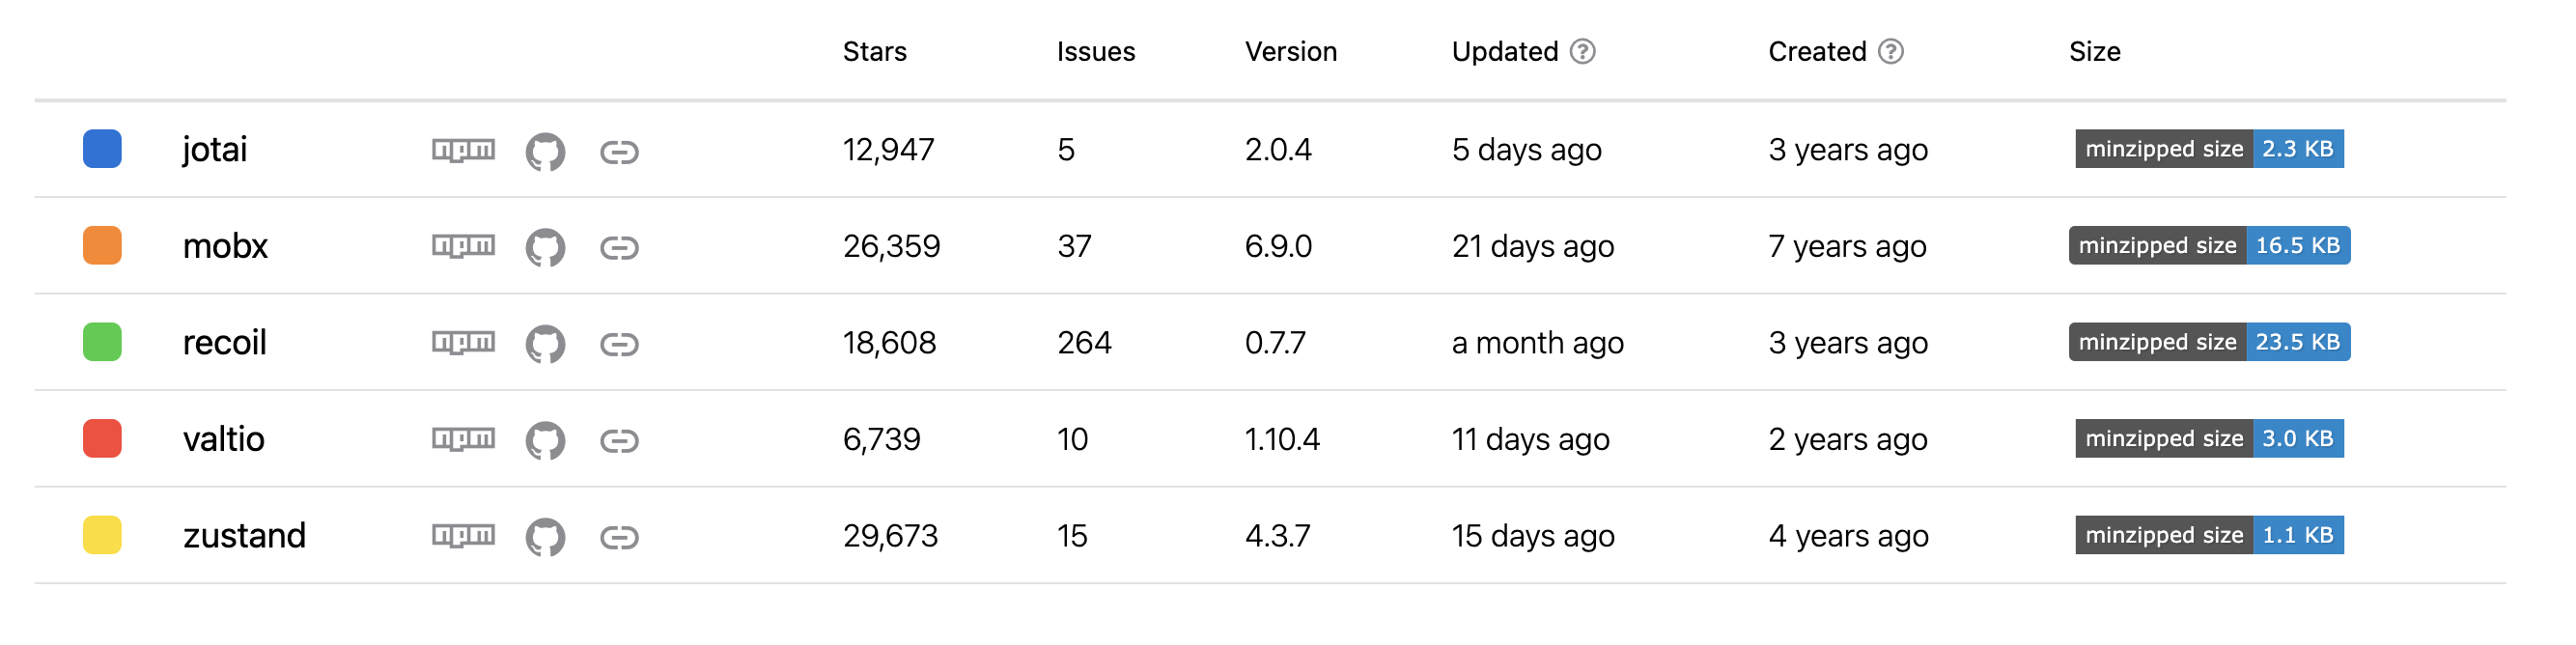 Stars Issues Version Updated ? Created ? Size
jotai npm 12,947 5 2.0.4 5 days ago 3 years ago minzipped size 2.3 KB
mobx npm 26,359 37 6.9.0 21 days ago 7 years ago minzipped size 16.5 KB
recoil npm 18,608 264 0.7.7 a month ago 3 years ago minzipped size 23.5 KB
valtio npm 6,739 10 1.10.4 11 days ago 2 years ago minzipped size 3.0 KB
zustand npm 29,673 15 4.3.7 15 days ago 4 years ago minzipped size 1.1 KB